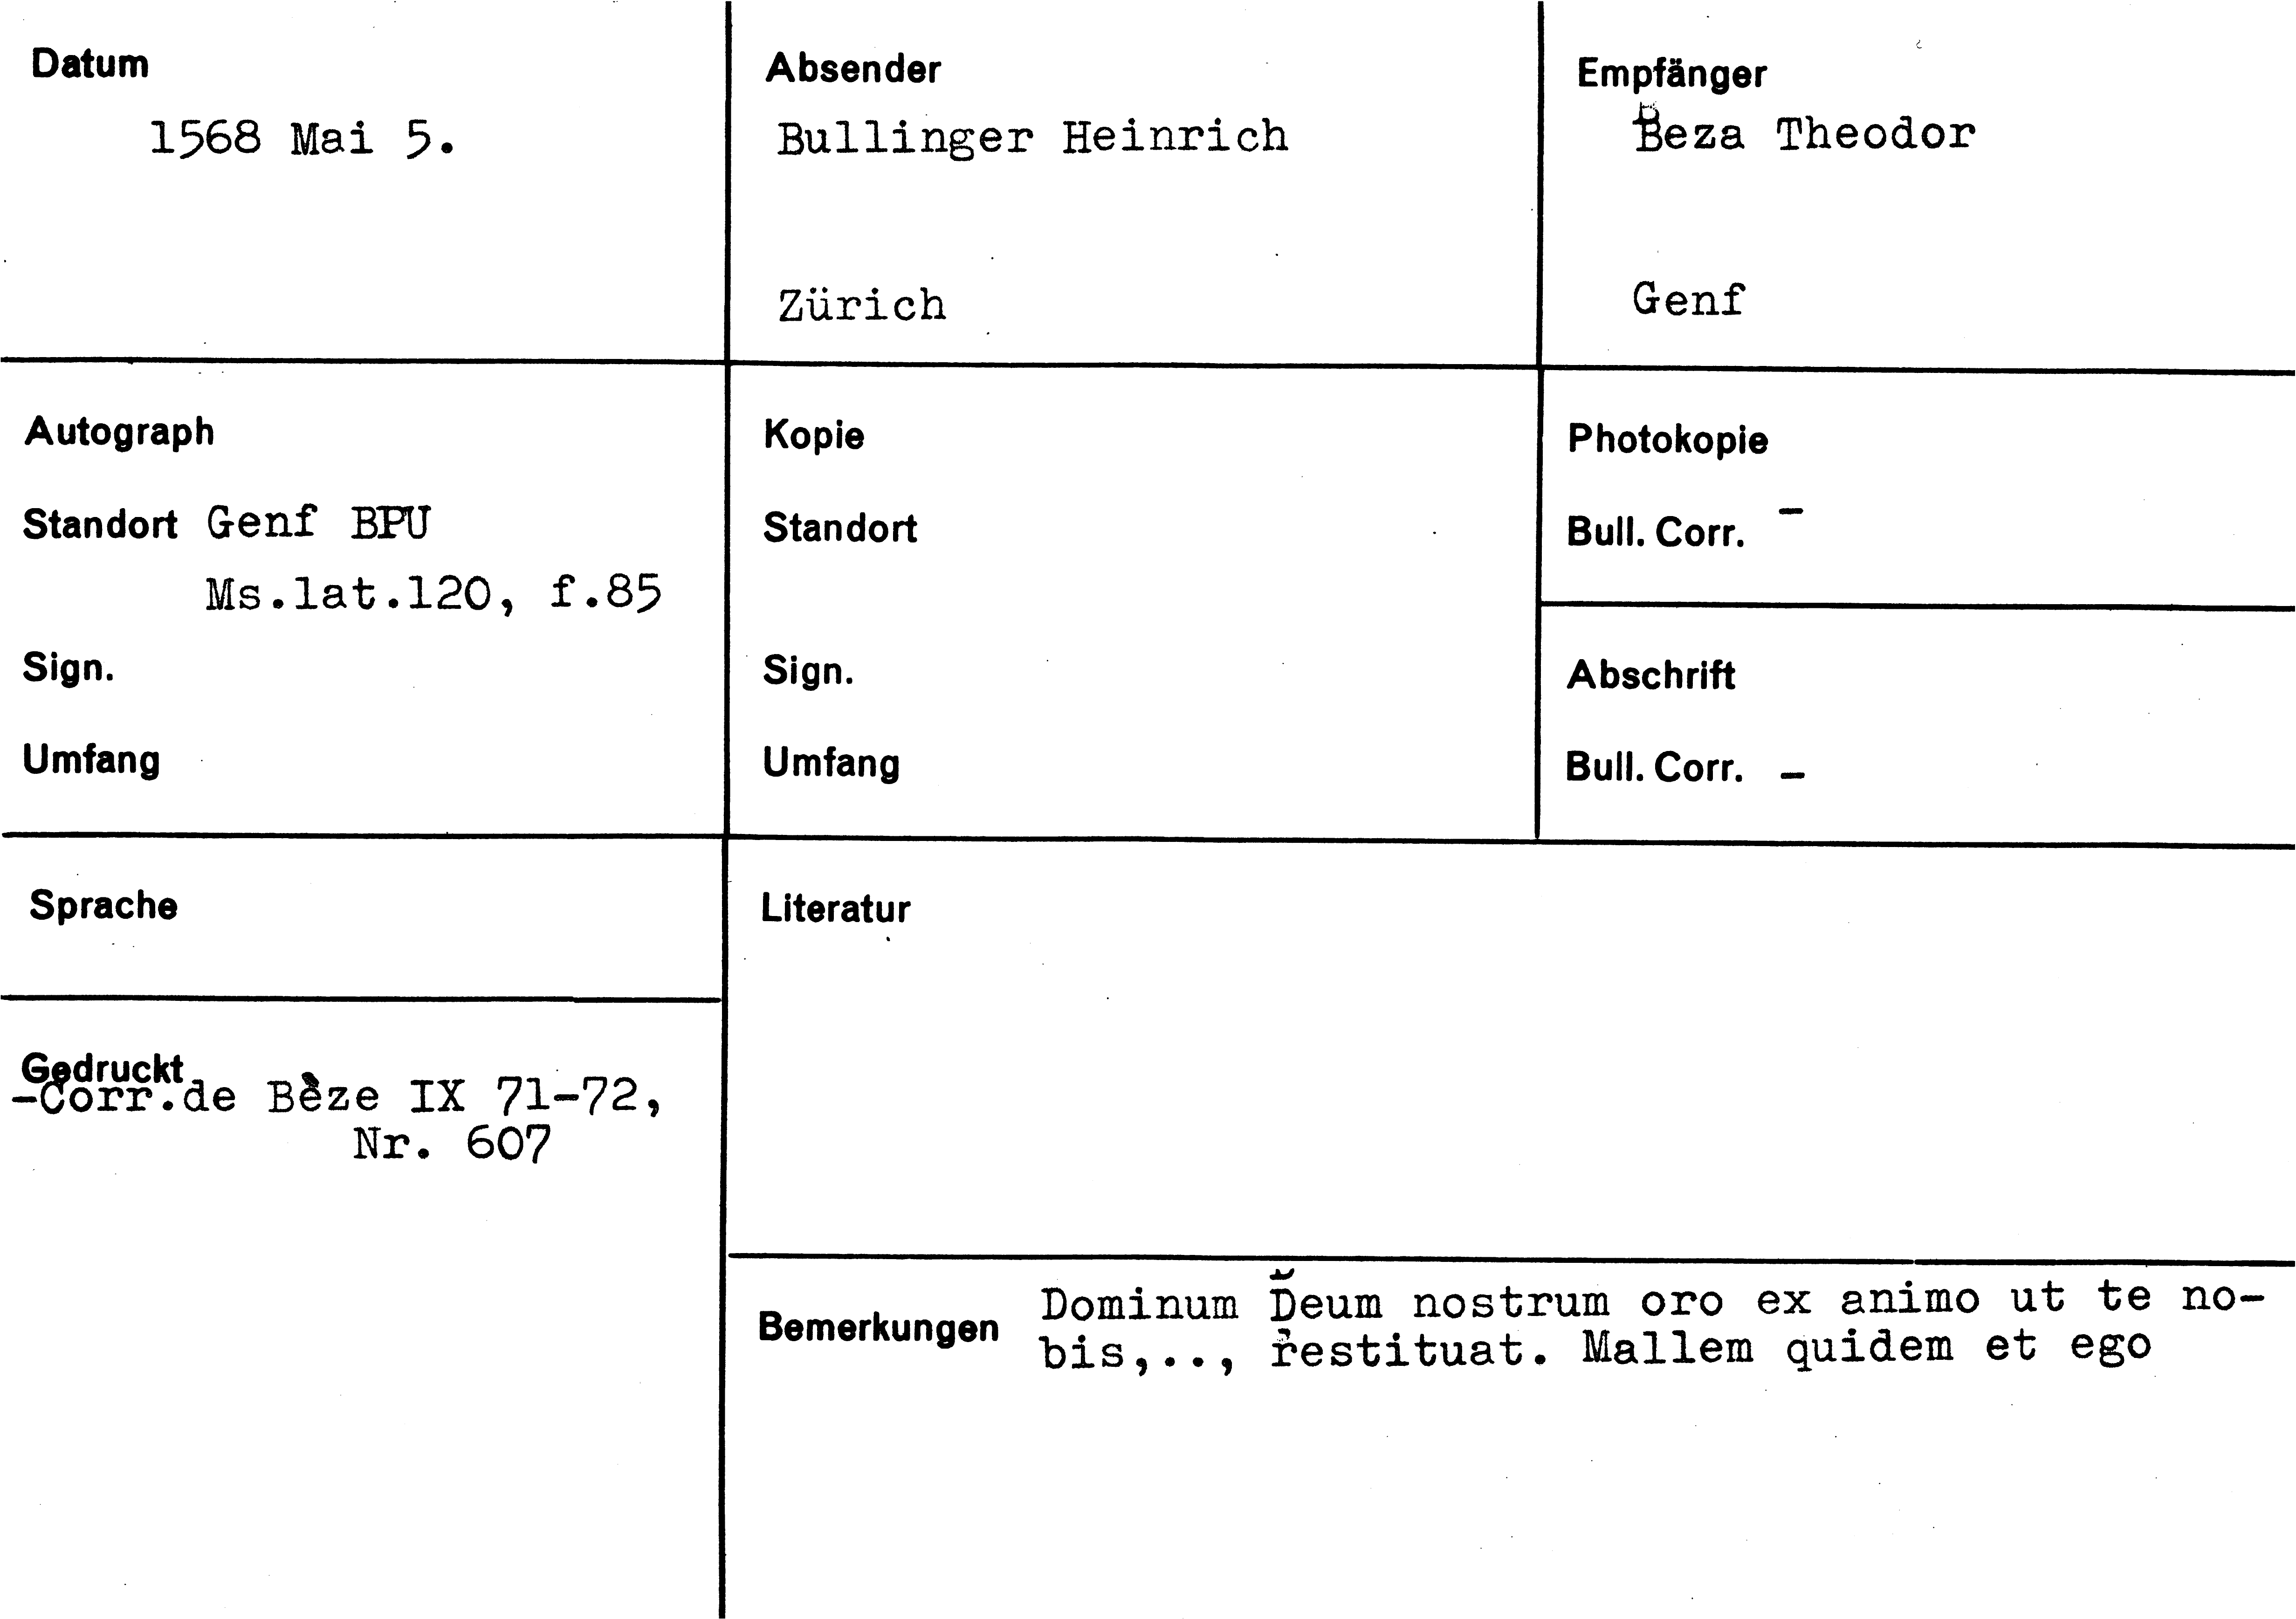 Datum
1568 Mai 5.
Absender
Bullinger Heinrich
Zürich
Empfänger
Beza Theodor
Genf
Autograph
Standort Genf BPU
Ms.lat.120, f.85
Sign.
Umfang
Kopie
Standort
Sign.
Umfang
Photokopie
Bull. Corr. -
Abschrift
Bull. Corr. -
Sprache
Gedruckt
-Corr.de Bèze IX 71-72,
Nr. 607
Literatur
Bemerkungen
Dominum Deum nostrum oro ex animo ut te no-
bis,.., restituat. Mallem quidem et ego